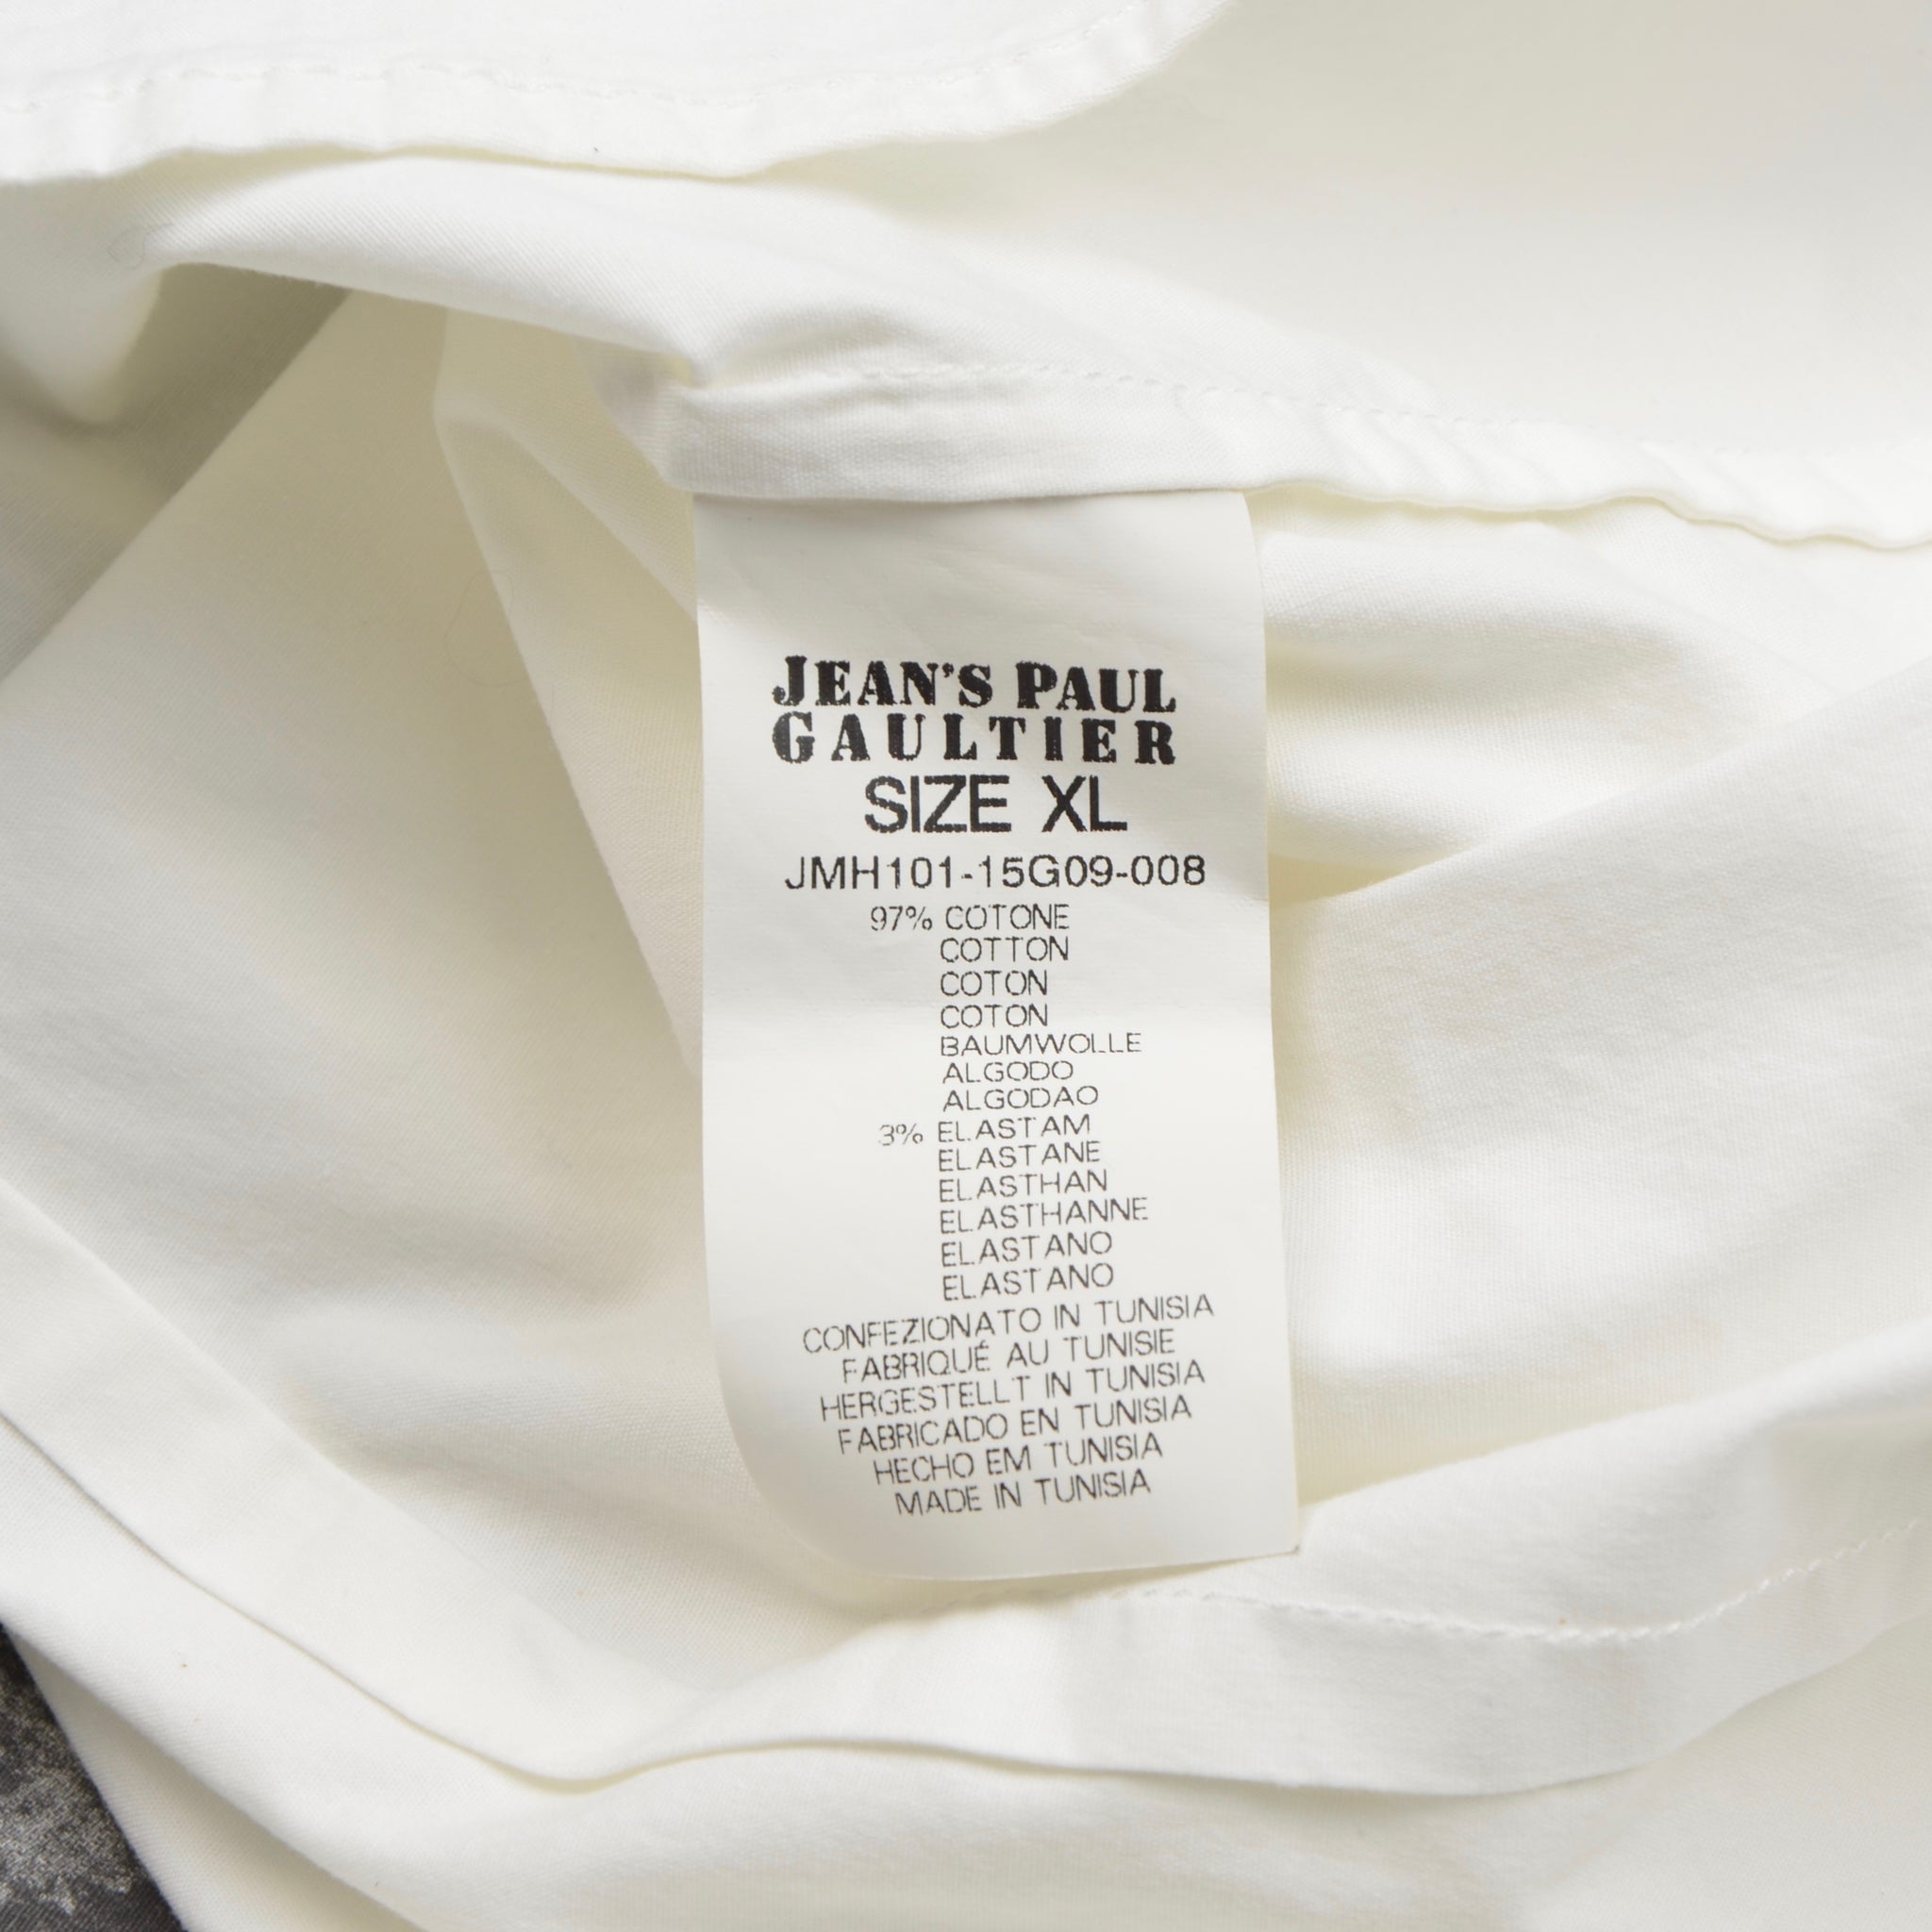 JEAN'S PAUL
GAULTIER
SIZE XL
JMH101-15G09-008
97% COTONE
COTTON
COTON
COTON
BAUMWOLLE
ALGODO
ALGODAO
3% ELASTAM
ELASTANE
ELASTHAN
ELASTHANNE
ELASTANO
ELASTANO
CONFEZIONATO IN TUNISIA
FABRIQUÉ AU TUNISIE
HERGESTELLT IN TUNISIA
FABRICADO EN TUNISIA
HECHO EM TUNISIA
MADE IN TUNISIA